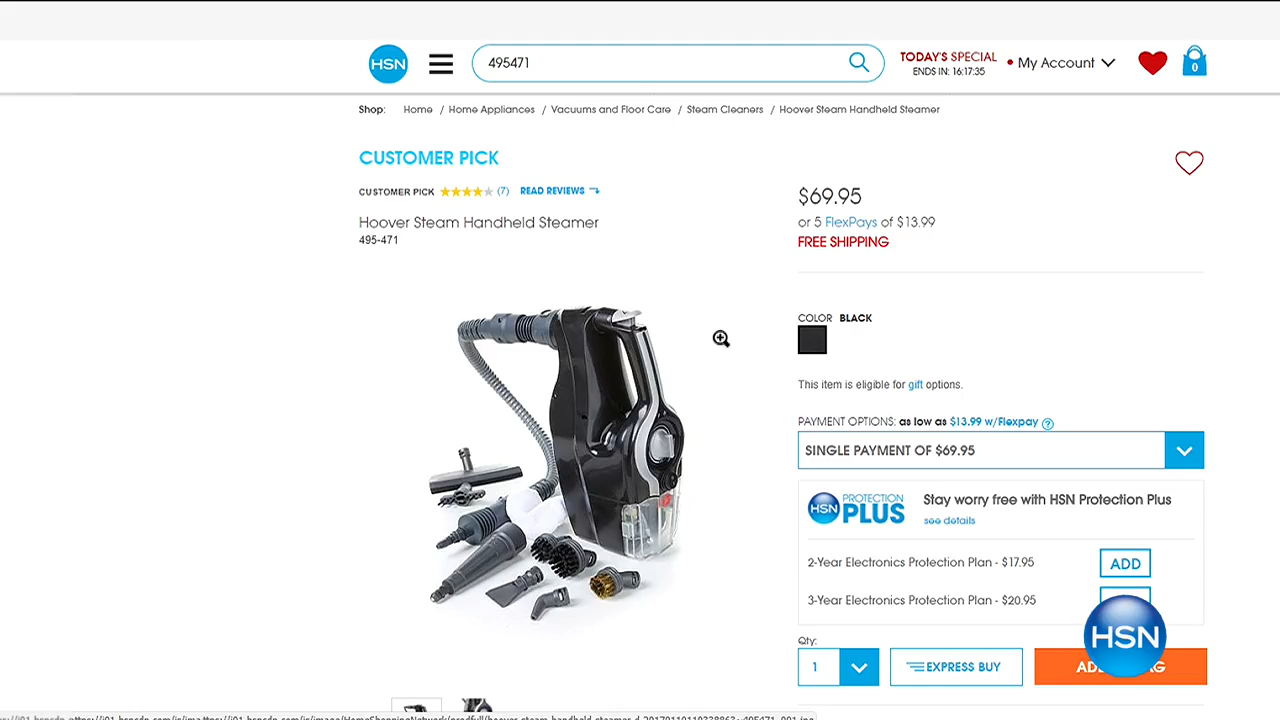 HSN
495471
TODAY'S SPECIAL
ENDS IN: 16:17:35
My Account
0
Shop: Home / Home Appliances / Vacuums and Floor Care / Steam Cleaners / Hoover Steam Handheld Steamer
CUSTOMER PICK
CUSTOMER PICK (7) READ REVIEWS
Hoover Steam Handheld Steamer
495-471
$69.95
or 5 FlexPays of $13.99
FREE SHIPPING
COLOR BLACK
This item is eligible for gift options.
PAYMENT OPTIONS: as low as $13.99 w/Flexpay ?
SINGLE PAYMENT OF $69.95
HSN PROTECTION PLUS
Stay worry free with HSN Protection Plus
see details
2-Year Electronics Protection Plan - $17.95 ADD
3-Year Electronics Protection Plan - $20.95
Qty:
1
EXPRESS BUY
HSN